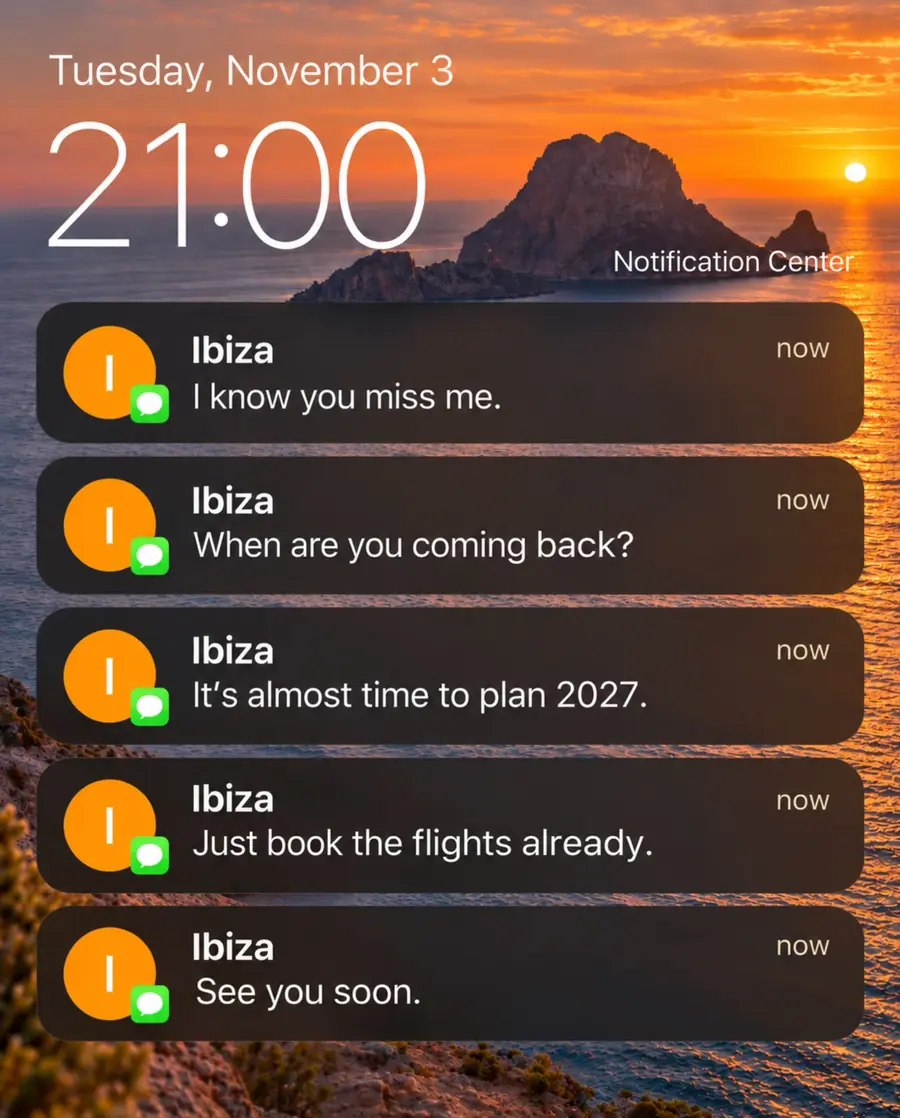 Tuesday, November 3
21:00
Notification Center
Ibiza
now
I
I know you miss me.
Ibiza
now
I
When are you coming back?
Ibiza
now
I
It’s almost time to plan 2027.
Ibiza
now
I
Just book the flights already.
Ibiza
now
I
See you soon.